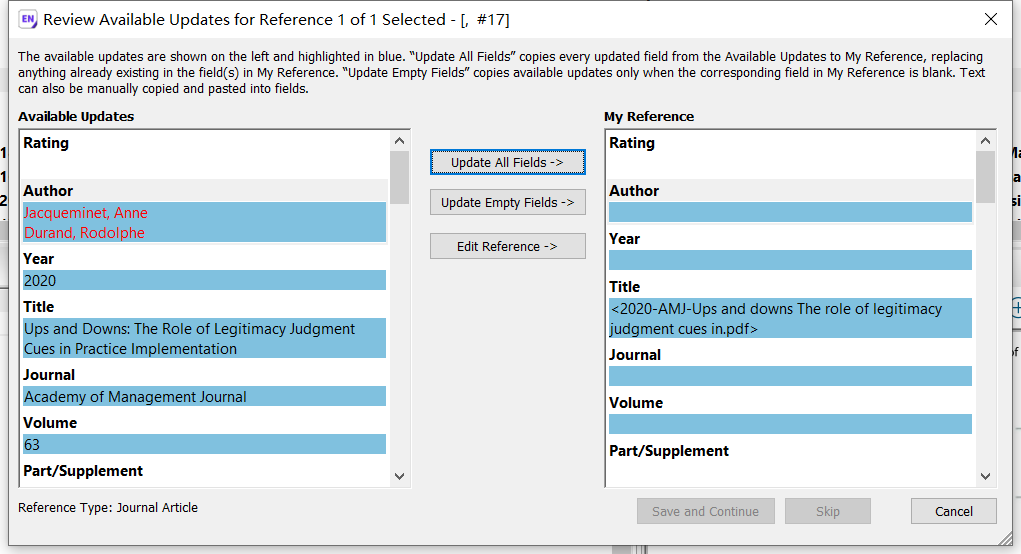 EN Review Available Updates for Reference 1 of 1 Selected - [, #17]
The available updates are shown on the left and highlighted in blue. “Update All Fields” copies every updated field from the Available Updates to My Reference, replacing
anything already existing in the field(s) in My Reference. “Update Empty Fields” copies available updates only when the corresponding field in My Reference is blank. Text
can also be manually copied and pasted into fields.
Available Updates
Rating
Author
Jacqueminet, Anne
Durand, Rodolphe
Year
2020
Title
Ups and Downs: The Role of Legitimacy Judgment
Cues in Practice Implementation
Journal
Academy of Management Journal
Volume
63
Part/Supplement
Update All Fields ->
Update Empty Fields ->
Edit Reference ->
My Reference
Rating
Author
Year
Title
<2020-AMJ-Ups and downs The role of legitimacy
judgment cues in.pdf>
Journal
Volume
Part/Supplement
Reference Type: Journal Article
Save and Continue
Skip
Cancel